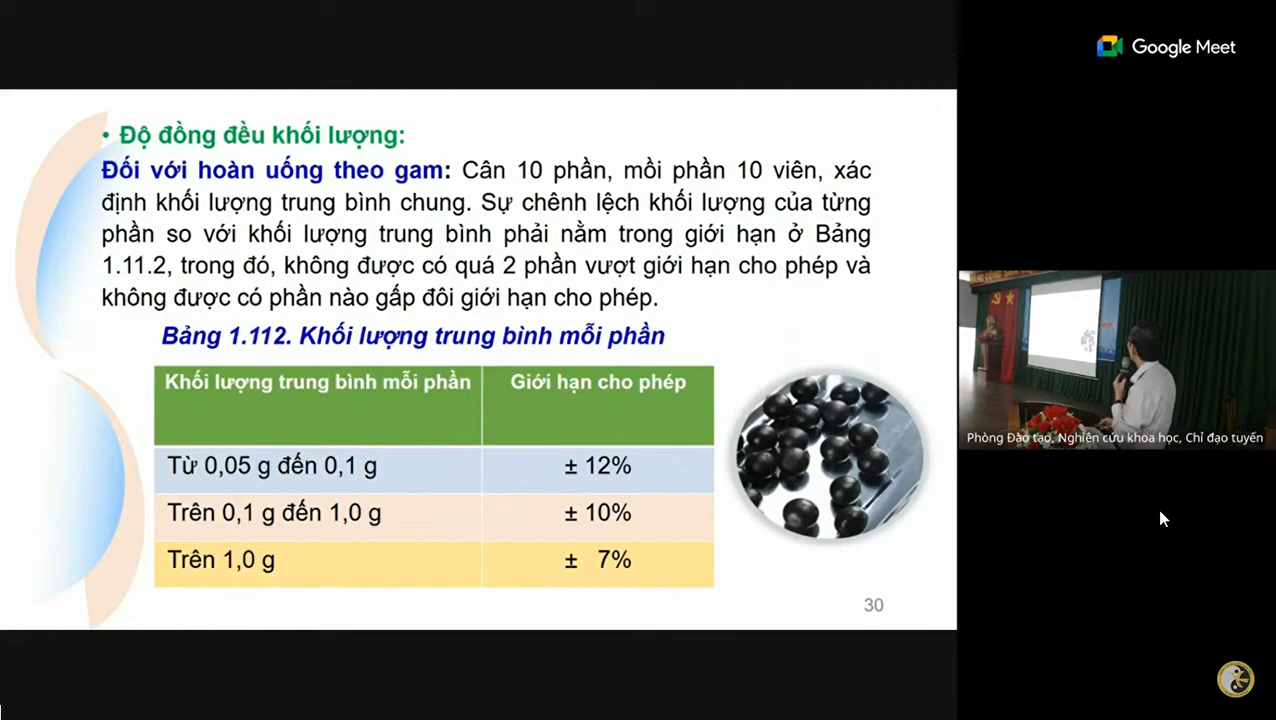 Google Meet
• Độ đồng đều khối lượng:
Đối với hoàn uống theo gam: Cân 10 phần, mồi phần 10 viên, xác
định khối lượng trung bình chung. Sự chênh lệch khối lượng của từng
phần so với khối lượng trung bình phải nằm trong giới hạn ở Bảng
1.11.2, trong đó, không được có quá 2 phần vượt giới hạn cho phép và
không được có phần nào gấp đôi giới hạn cho phép.
Bảng 1.112. Khối lượng trung bình mỗi phần
Khối lượng trung bình mỗi phần Giới hạn cho phép
Từ 0,05 g đến 0,1 g ± 12%
Trên 0,1 g đến 1,0 g ± 10%
Trên 1,0 g ± 7%
30
Phòng Đào tạo, Nghiên cứu khoa học, Chỉ đạo tuyến